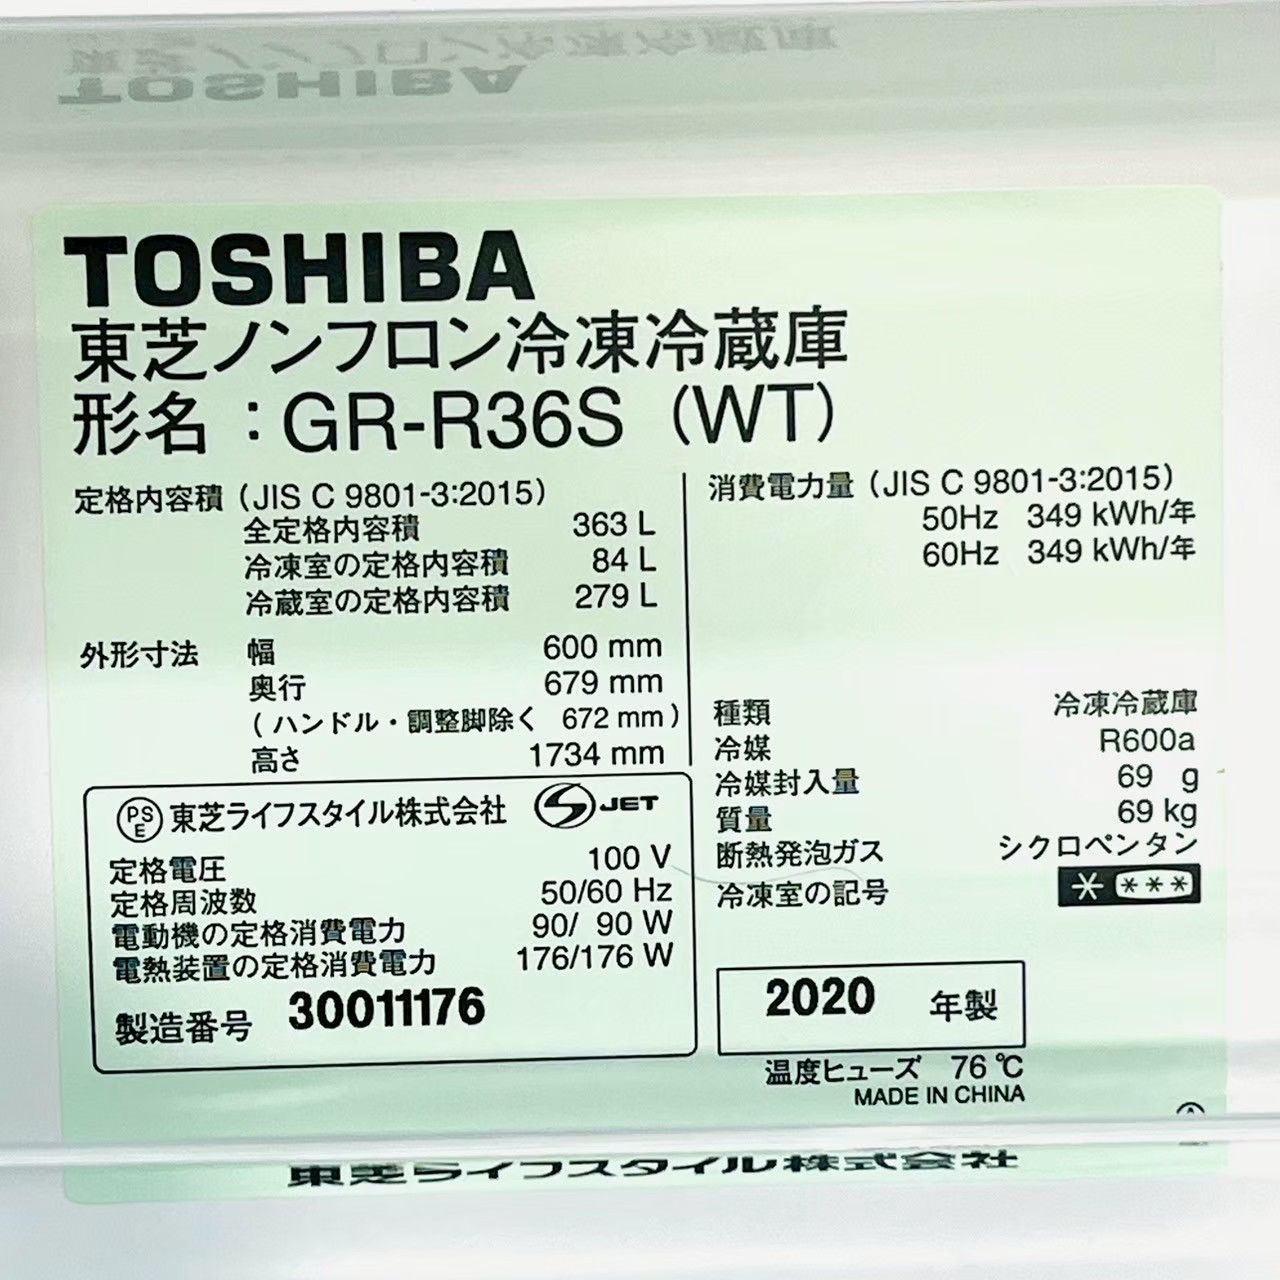 TOSHIBA
東芝ノンフロン冷凍冷蔵庫
形名：GR-R36S (WT)
定格内容積 (JIS C 9801-3:2015)
全定格内容積 363 L
冷凍室の定格内容積 84 L
冷蔵室の定格内容積 279 L
外形寸法 幅 600 mm
奥行 679 mm
(ハンドル・調整脚除く 672 mm)
高さ 1734 mm
消費電力量 (JIS C 9801-3:2015)
50Hz 349 kWh/年
60Hz 349 kWh/年
種類 冷凍冷蔵庫
冷媒 R600a
冷媒封入量 69 g
質量 69 kg
断熱発泡ガス シクロペンタン
冷凍室の記号 * ***
PSE 東芝ライフスタイル株式会社 JET
定格電圧 100 V
定格周波数 50/60 Hz
電動機の定格消費電力 90/ 90 W
電熱装置の定格消費電力 176/176 W
製造番号 30011176
2020 年製
温度ヒューズ 76 ℃
MADE IN CHINA
東芝ライフスタイル株式会社